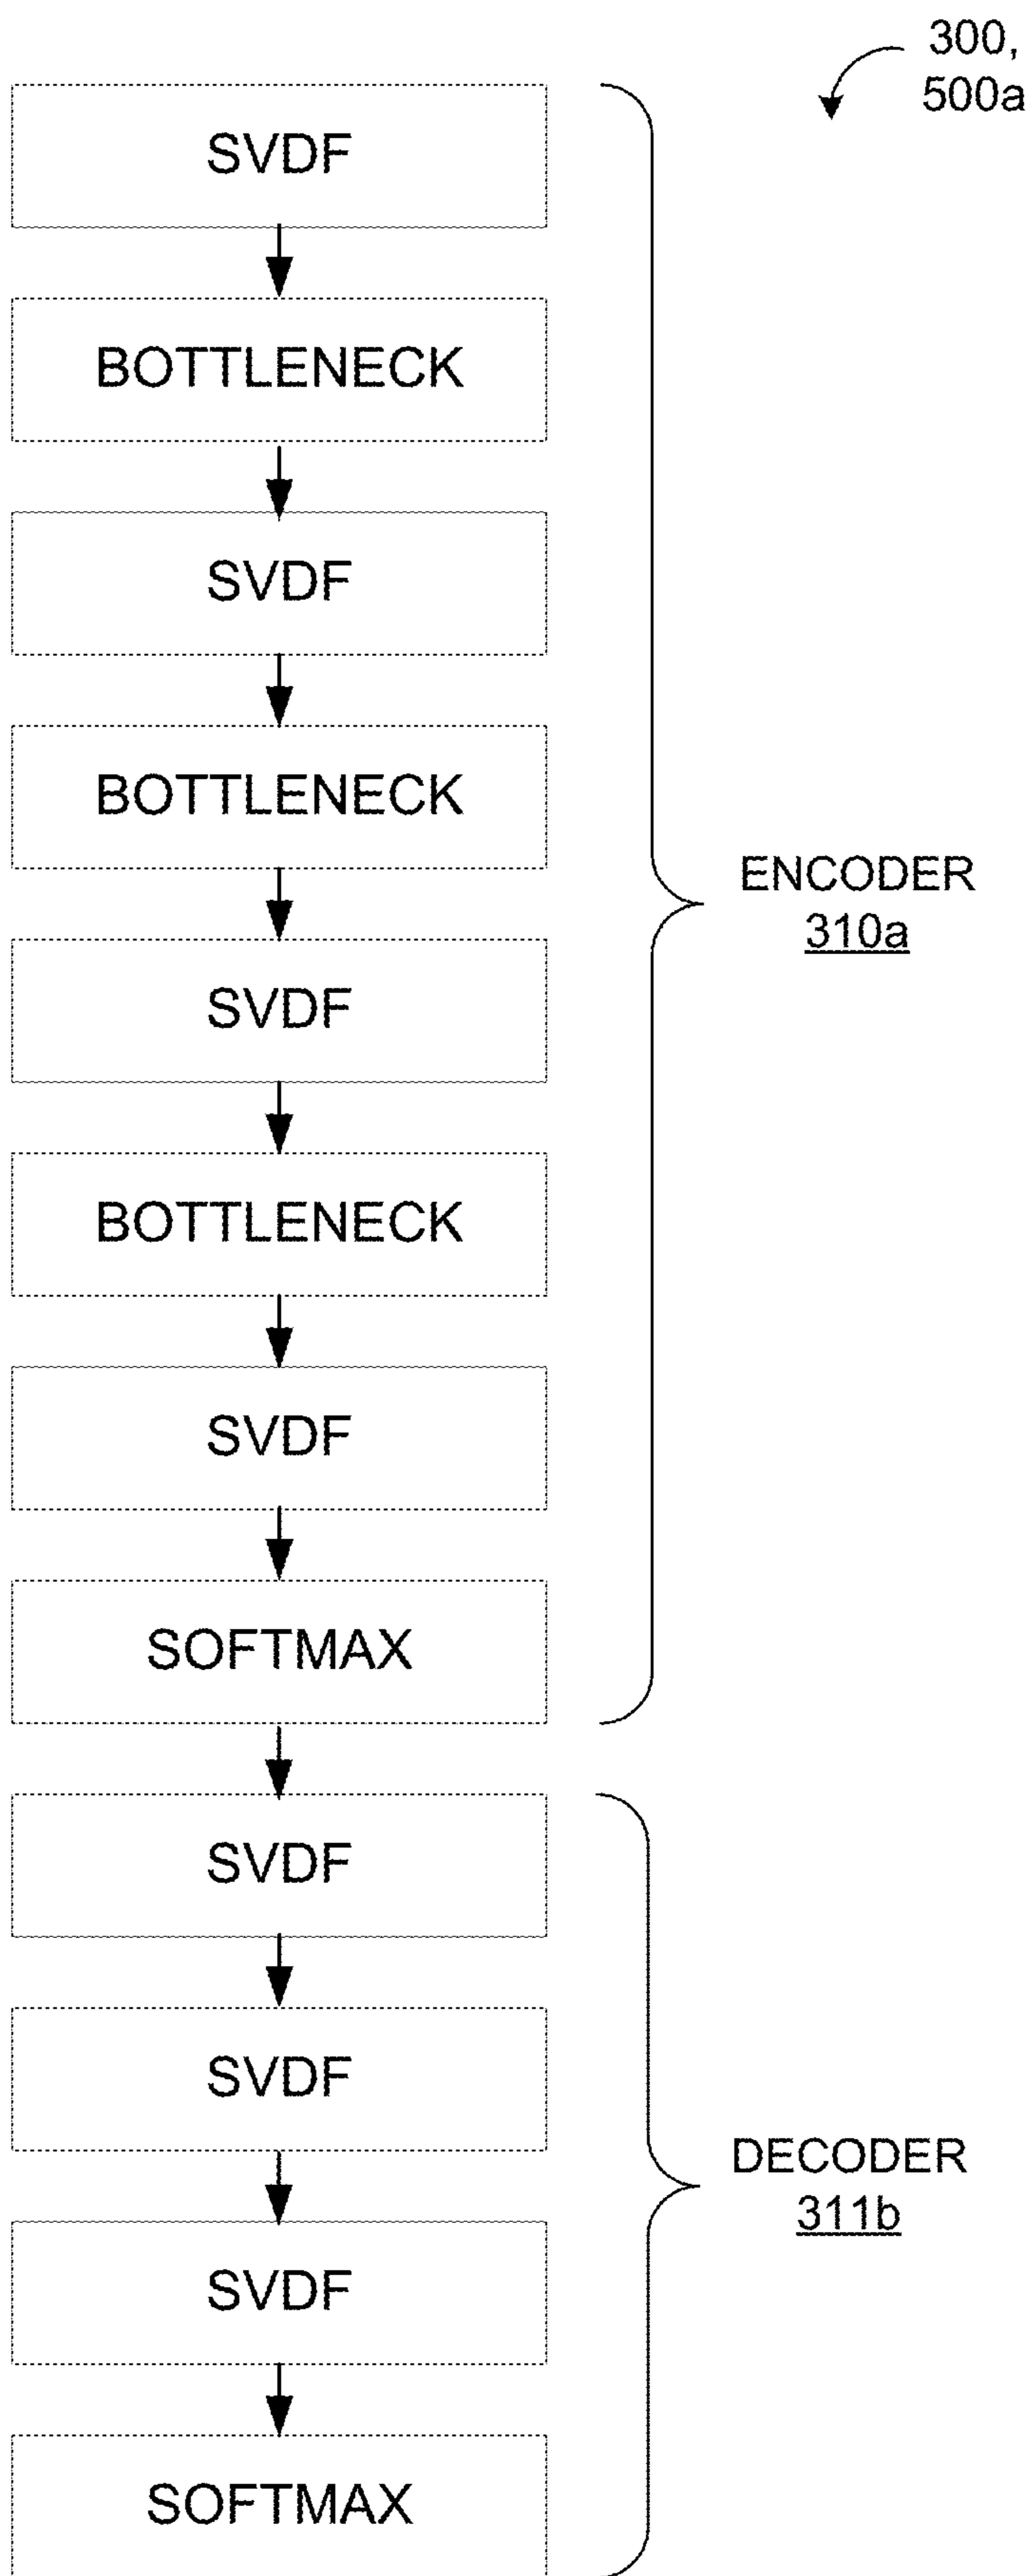 300,
500a
SVDF
BOTTLENECK
SVDF
BOTTLENECK
SVDF
BOTTLENECK
SVDF
SOFTMAX
ENCODER
310a
SVDF
SVDF
SVDF
SOFTMAX
DECODER
311b